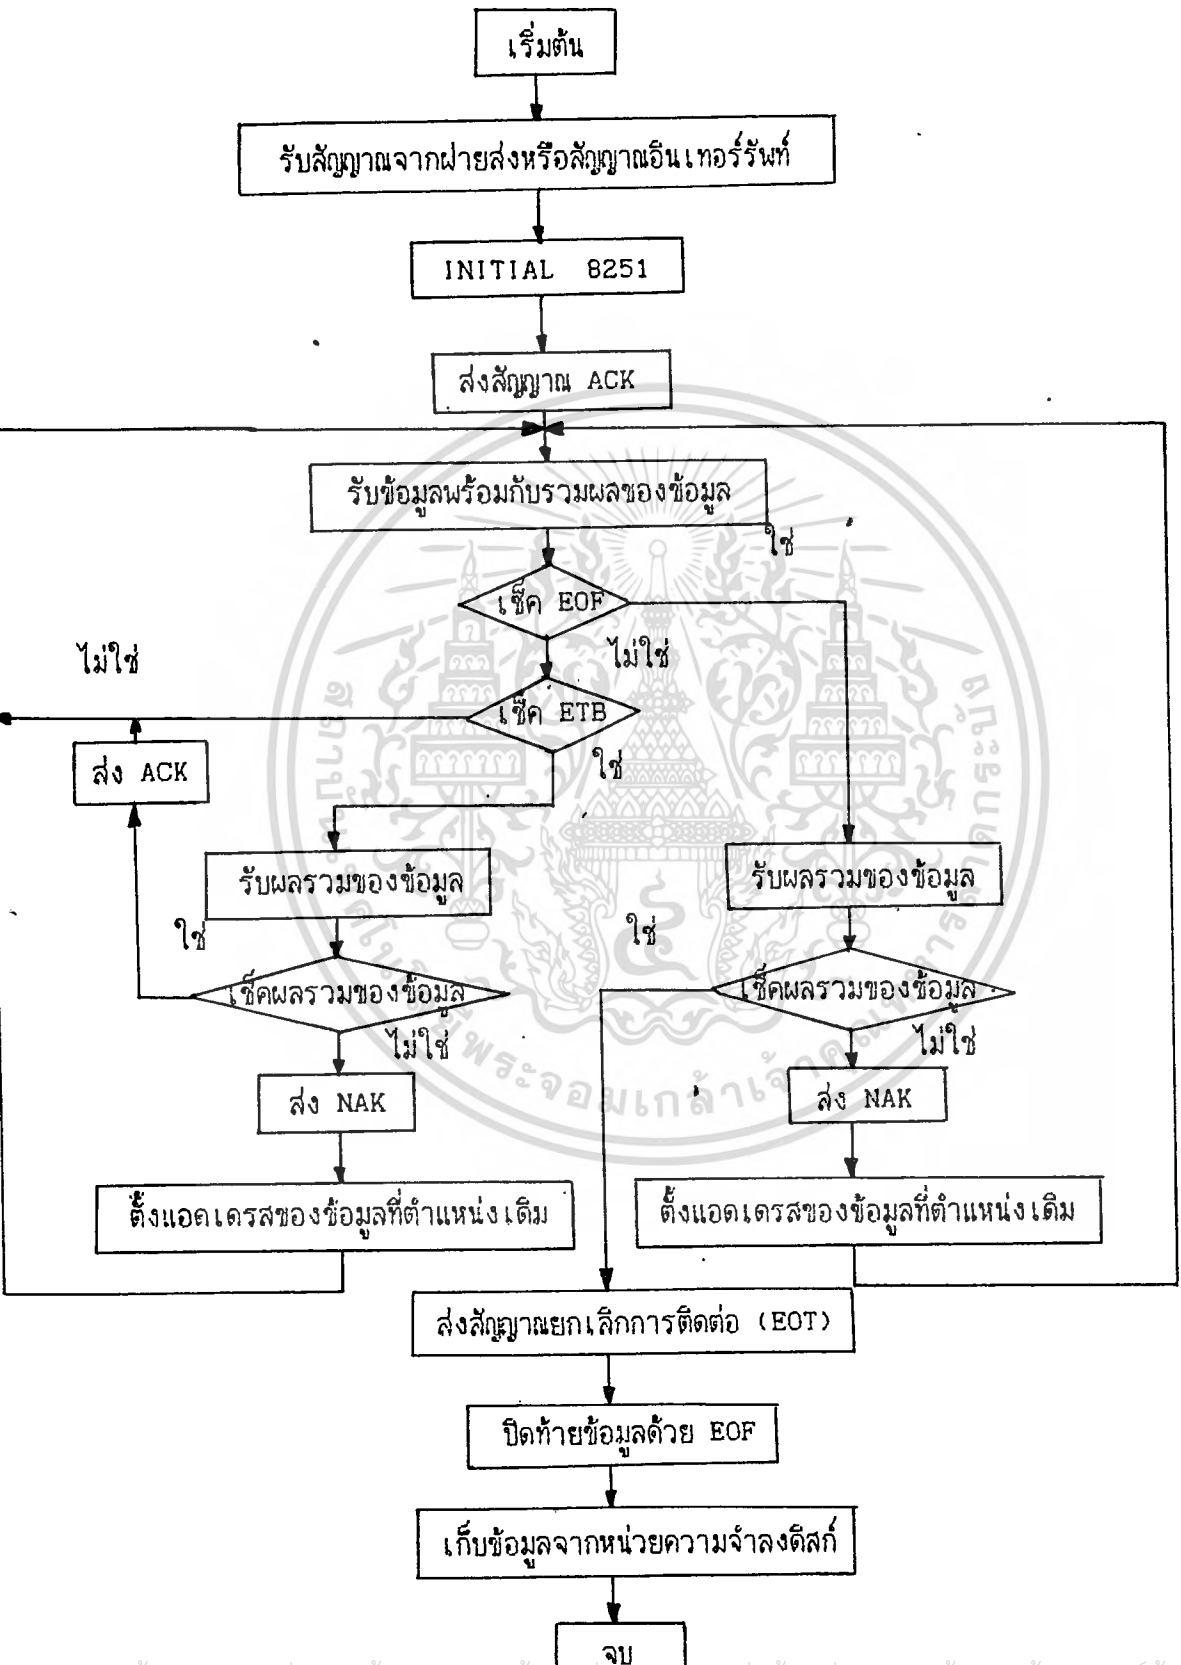 เริ่มต้น
รับสัญญาณจากฝ่ายส่งหรือสัญญาณอินเทอร์รัพท์
INITIAL 8251
ส่งสัญญาณ ACK
รับข้อมูลพร้อมกับรวมผลของข้อมูล
ใช่
เช็ค EOF
ไม่ใช่
ไม่ใช่
เช็ค ETB
ใช่
ส่ง ACK
รับผลรวมของข้อมูล
รับผลรวมของข้อมูล
ใช่
ใช่
เช็คผลรวมของข้อมูล
เช็คผลรวมของข้อมูล
ไม่ใช่
ไม่ใช่
ส่ง NAK
ส่ง NAK
ตั้งแอดเดรสของข้อมูลที่ตำแหน่งเดิม
ตั้งแอดเดรสของข้อมูลที่ตำแหน่งเดิม
ส่งสัญญาณยกเลิกการติดต่อ (EOT)
ปิดท้ายข้อมูลด้วย EOF
เก็บข้อมูลจากหน่วยความจำลงดิสก์
จบ